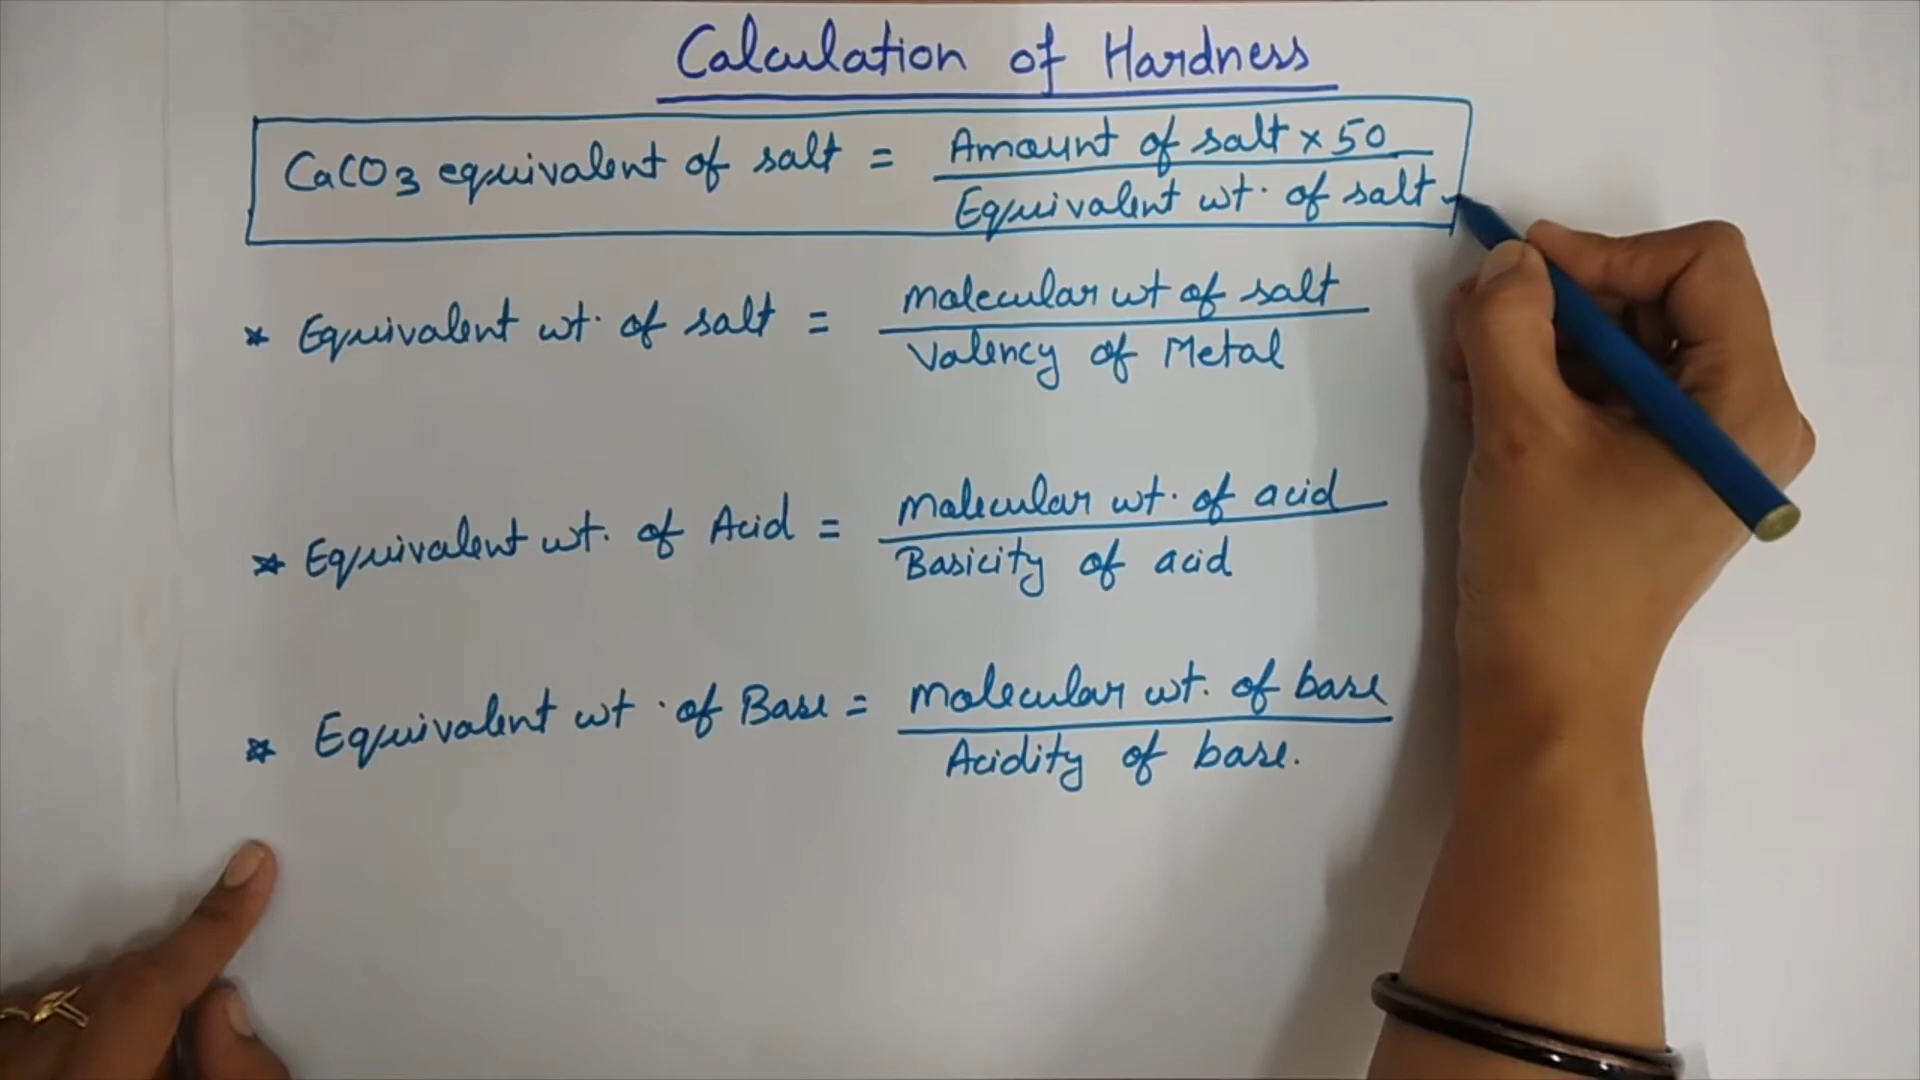 Calculation of Hardness
CaCO3 equivalent of salt = Amount of salt × 50
Equivalent wt. of salt
* Equivalent wt. of salt = Molecular wt of salt
Valency of Metal
* Equivalent wt. of Acid = Molecular wt. of acid
Basicity of acid
* Equivalent wt. of Base = Molecular wt. of base
Acidity of base.